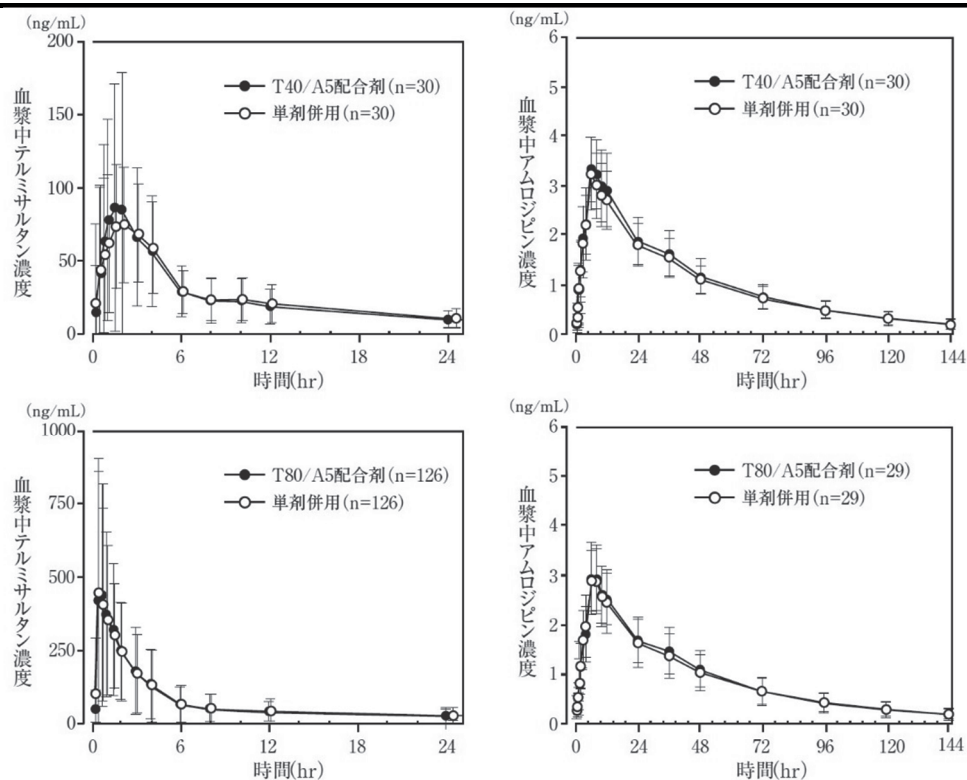 (ng/mL)
200
150
100
50
0
血漿中テルミサルタン濃度
T40/A5配合剤(n=30)
単剤併用(n=30)
0 6 12 18 24
時間(hr)
(ng/mL)
6
5
4
3
2
1
0
血漿中アムロジピン濃度
T40/A5配合剤(n=30)
単剤併用(n=30)
0 24 48 72 96 120 144
時間(hr)
(ng/mL)
1000
750
500
250
0
血漿中テルミサルタン濃度
T80/A5配合剤(n=126)
単剤併用(n=126)
0 6 12 18 24
時間(hr)
(ng/mL)
6
5
4
3
2
1
0
血漿中アムロジピン濃度
T80/A5配合剤(n=29)
単剤併用(n=29)
0 24 48 72 96 120 144
時間(hr)